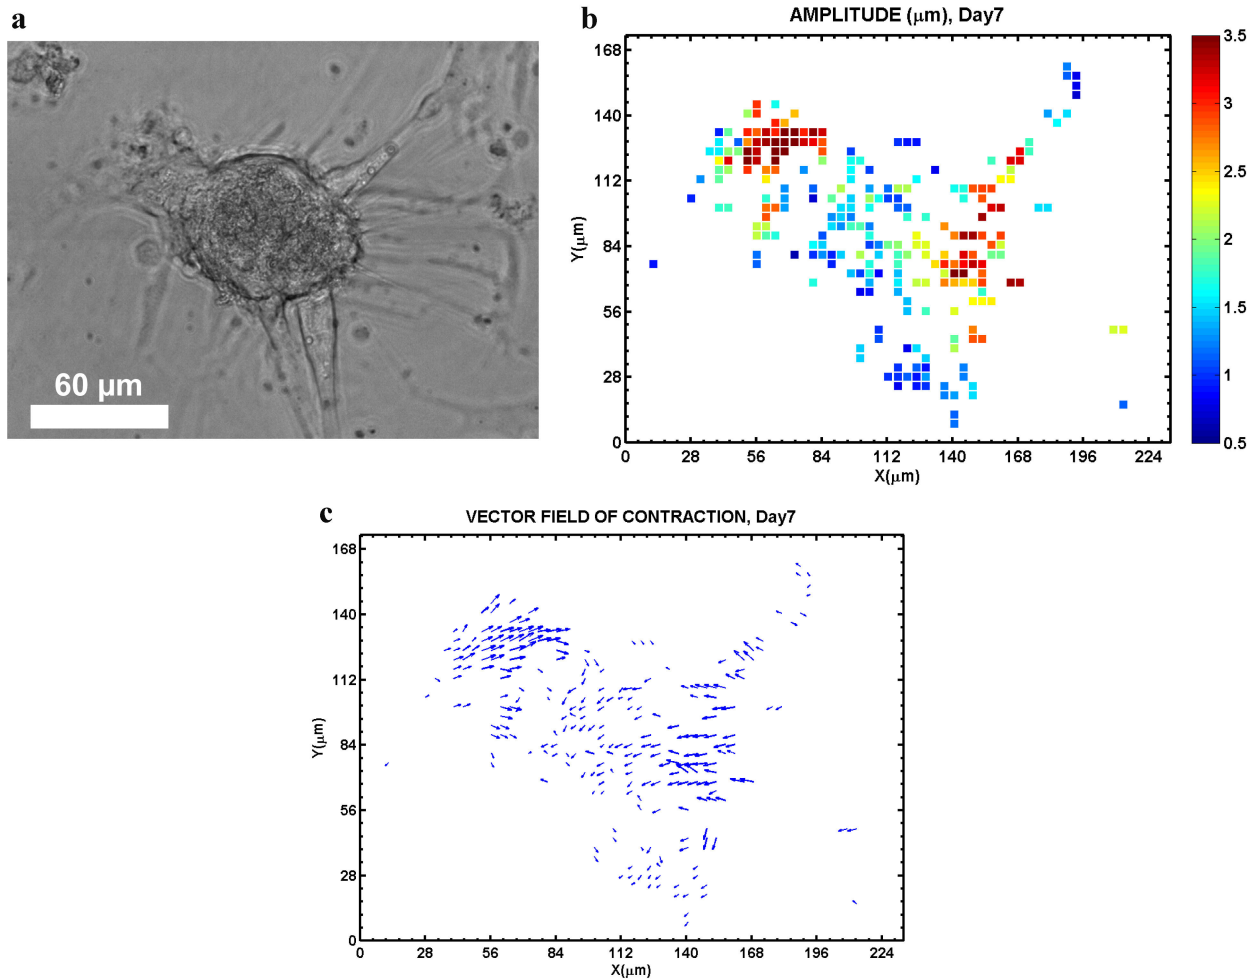 a
60 μm
b
AMPLITUDE (μm), Day7
168
140
112
84
56
28
0
Y(μm)
0 28 56 84 112 140 168 196 224
X(μm)
3.5
3
2.5
2
1.5
1
0.5
c
VECTOR FIELD OF CONTRACTION, Day7
168
140
112
84
56
28
0
Y(μm)
0 28 56 84 112 140 168 196 224
X(μm)